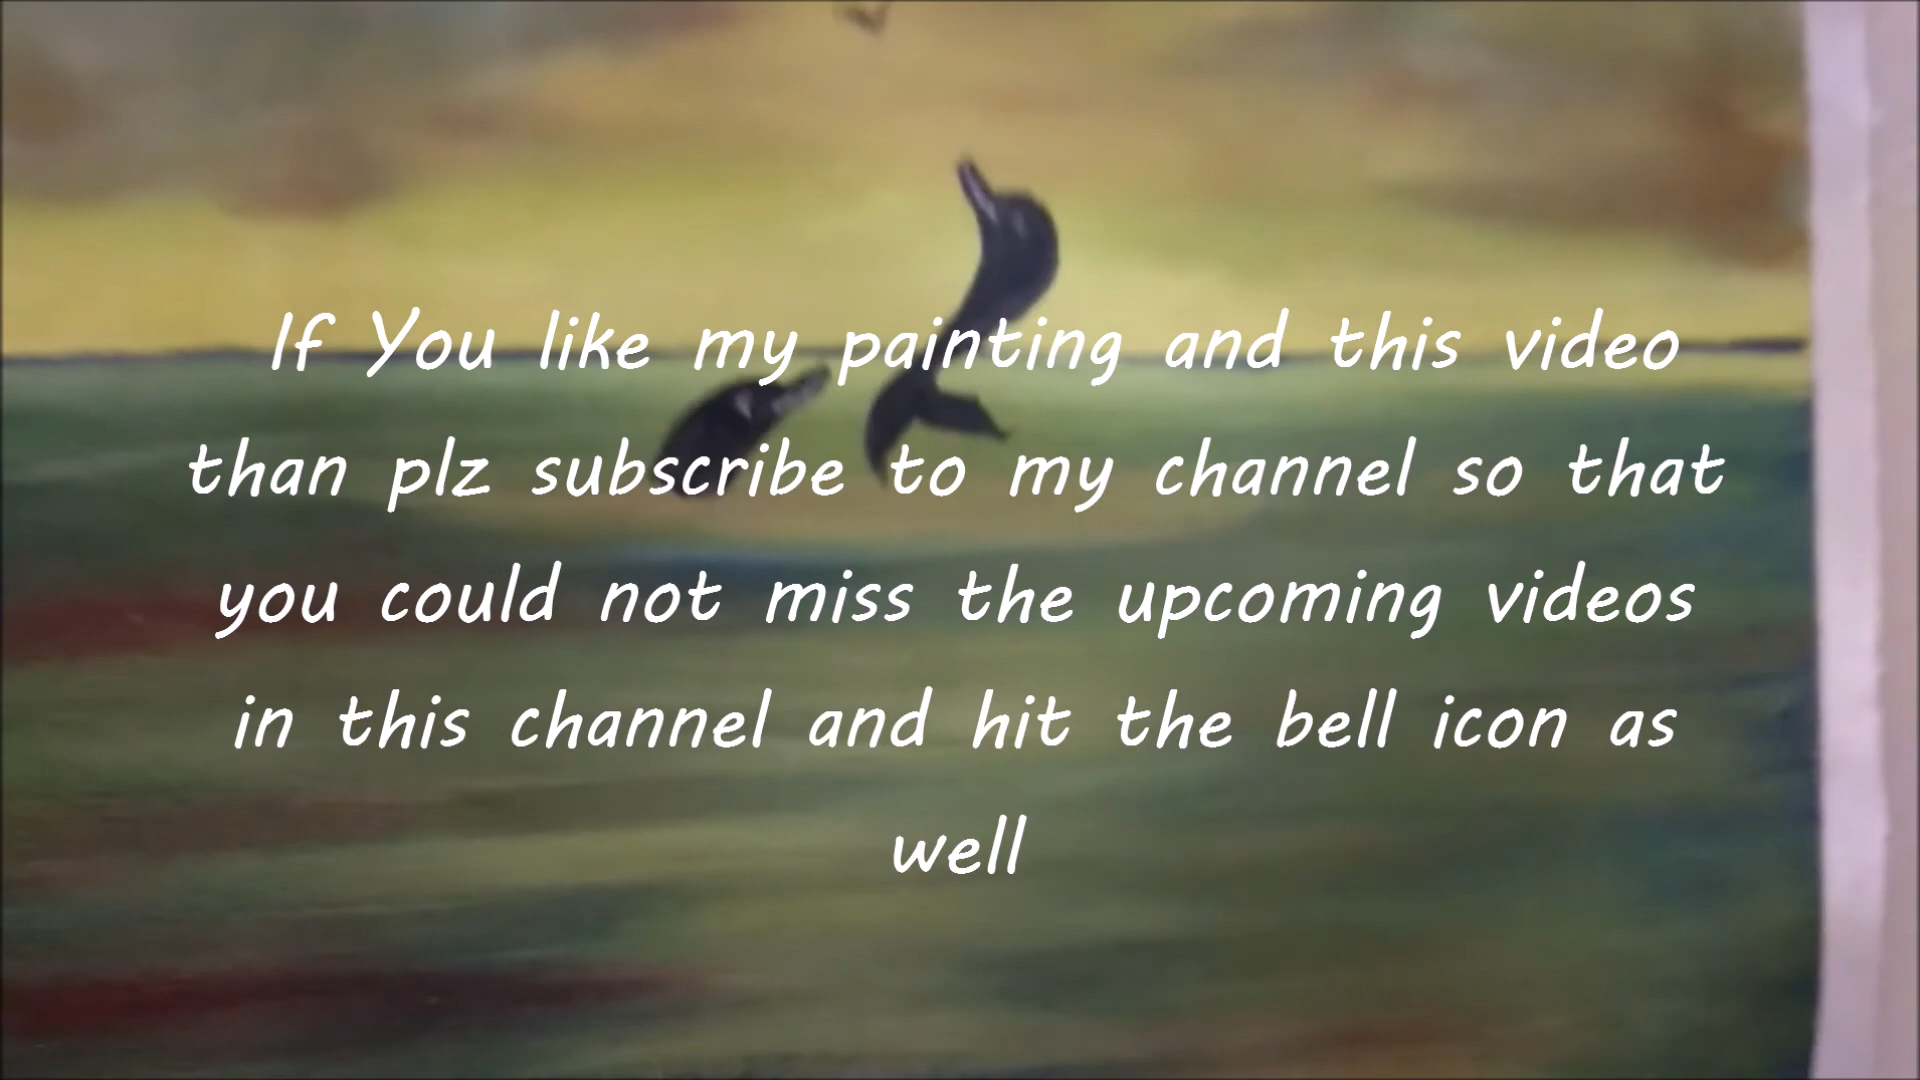 If You like my painting and this video
than plz subscribe to my channel so that
you could not miss the upcoming videos
in this channel and hit the bell icon as
well